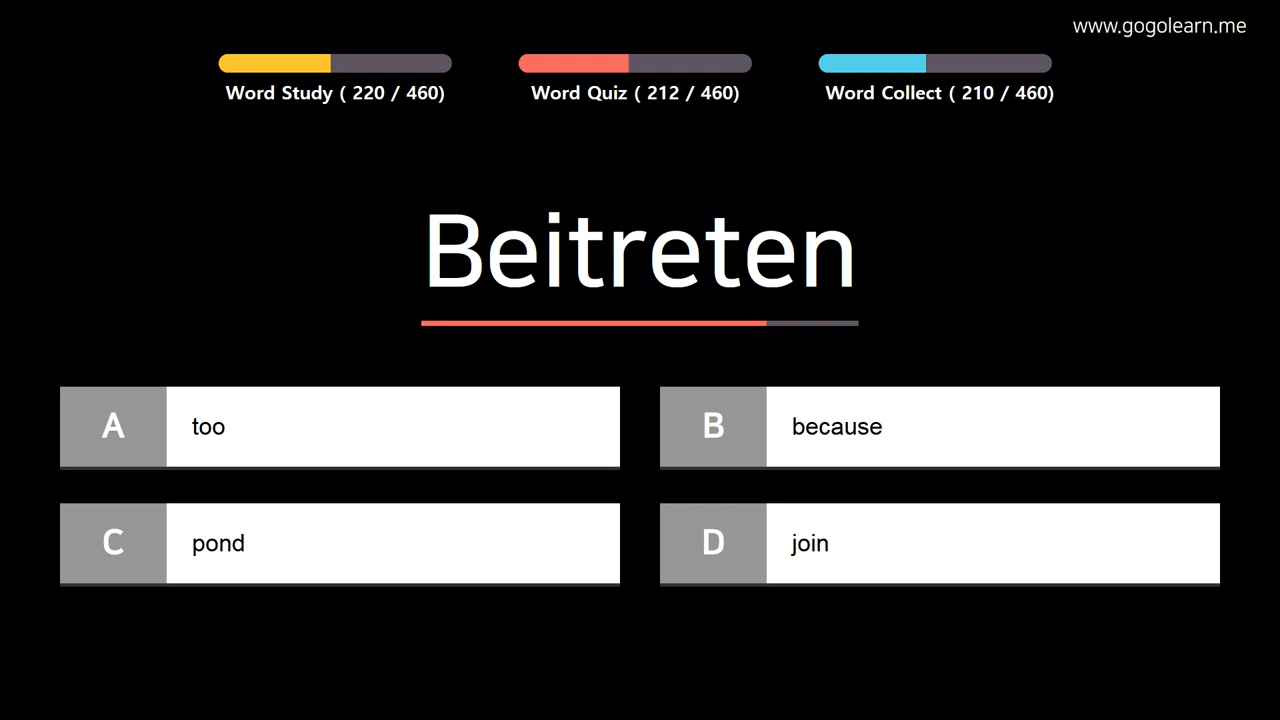 www.gogolearn.me
Word Study ( 220 / 460)
Word Quiz ( 212 / 460)
Word Collect ( 210 / 460)
Beitreten
A too
B because
C pond
D join